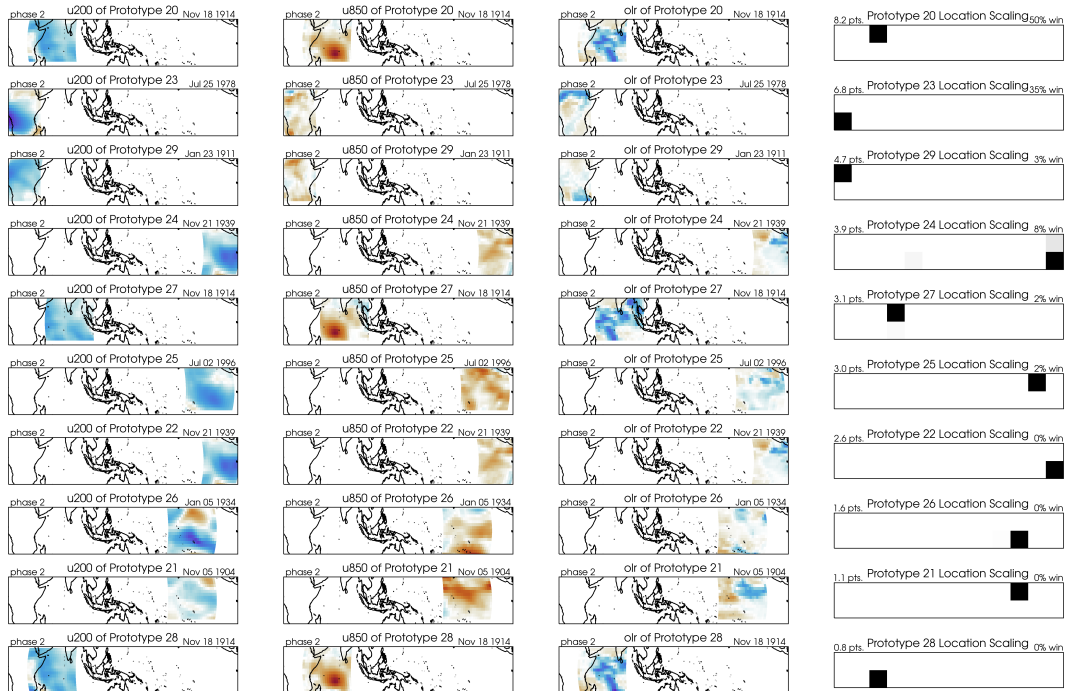 phase 2 u200 of Prototype 20 Nov 18 1914 phase 2 u850 of Prototype 20 Nov 18 1914 phase 2 olr of Prototype 20 Nov 18 1914 8.2 pts. Prototype 20 Location Scaling 50% win
phase 2 u200 of Prototype 23 Jul 25 1978 phase 2 u850 of Prototype 23 Jul 25 1978 phase 2 olr of Prototype 23 Jul 25 1978 6.8 pts. Prototype 23 Location Scaling 35% win
phase 2 u200 of Prototype 29 Jan 23 1911 phase 2 u850 of Prototype 29 Jan 23 1911 phase 2 olr of Prototype 29 Jan 23 1911 4.7 pts. Prototype 29 Location Scaling 3% win
phase 2 u200 of Prototype 24 Nov 21 1939 phase 2 u850 of Prototype 24 Nov 21 1939 phase 2 olr of Prototype 24 Nov 21 1939 3.9 pts. Prototype 24 Location Scaling 8% win
phase 2 u200 of Prototype 27 Nov 18 1914 phase 2 u850 of Prototype 27 Nov 18 1914 phase 2 olr of Prototype 27 Nov 18 1914 3.1 pts. Prototype 27 Location Scaling 2% win
phase 2 u200 of Prototype 25 Jul 02 1996 phase 2 u850 of Prototype 25 Jul 02 1996 phase 2 olr of Prototype 25 Jul 02 1996 3.0 pts. Prototype 25 Location Scaling 2% win
phase 2 u200 of Prototype 22 Nov 21 1939 phase 2 u850 of Prototype 22 Nov 21 1939 phase 2 olr of Prototype 22 Nov 21 1939 2.6 pts. Prototype 22 Location Scaling 0% win
phase 2 u200 of Prototype 26 Jan 05 1934 phase 2 u850 of Prototype 26 Jan 05 1934 phase 2 olr of Prototype 26 Jan 05 1934 1.6 pts. Prototype 26 Location Scaling 0% win
phase 2 u200 of Prototype 21 Nov 05 1904 phase 2 u850 of Prototype 21 Nov 05 1904 phase 2 olr of Prototype 21 Nov 05 1904 1.1 pts. Prototype 21 Location Scaling 0% win
phase 2 u200 of Prototype 28 Nov 18 1914 phase 2 u850 of Prototype 28 Nov 18 1914 phase 2 olr of Prototype 28 Nov 18 1914 0.8 pts. Prototype 28 Location Scaling 0% win